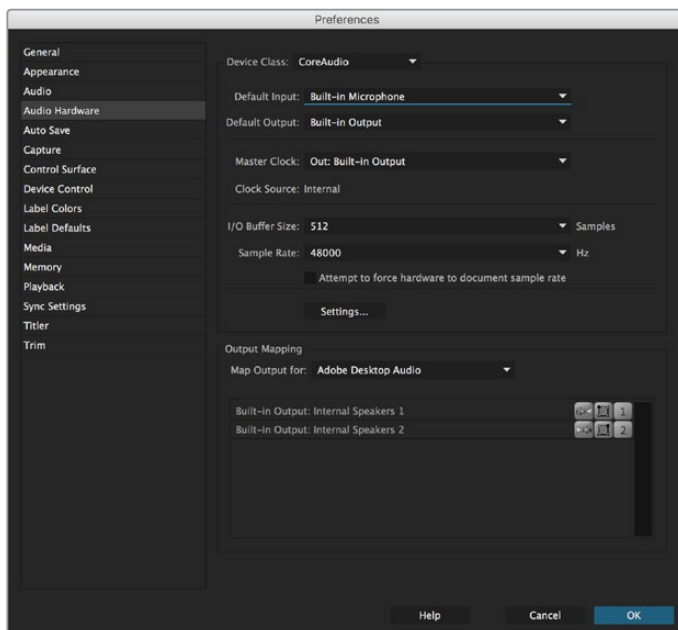 Preferences
General
Appearance
Audio
Audio Hardware
Auto Save
Capture
Control Surface
Device Control
Label Colors
Label Defaults
Media
Memory
Playback
Sync Settings
Titler
Trim
Device Class: CoreAudio
Default Input: Built-in Microphone
Default Output: Built-in Output
Master Clock: Out: Built-in Output
Clock Source: Internal
I/O Buffer Size: 512 Samples
Sample Rate: 48000 Hz
Attempt to force hardware to document sample rate
Settings...
Output Mapping
Map Output for: Adobe Desktop Audio
Built-in Output: Internal Speakers 1 1
Built-in Output: Internal Speakers 2 2
Help Cancel OK